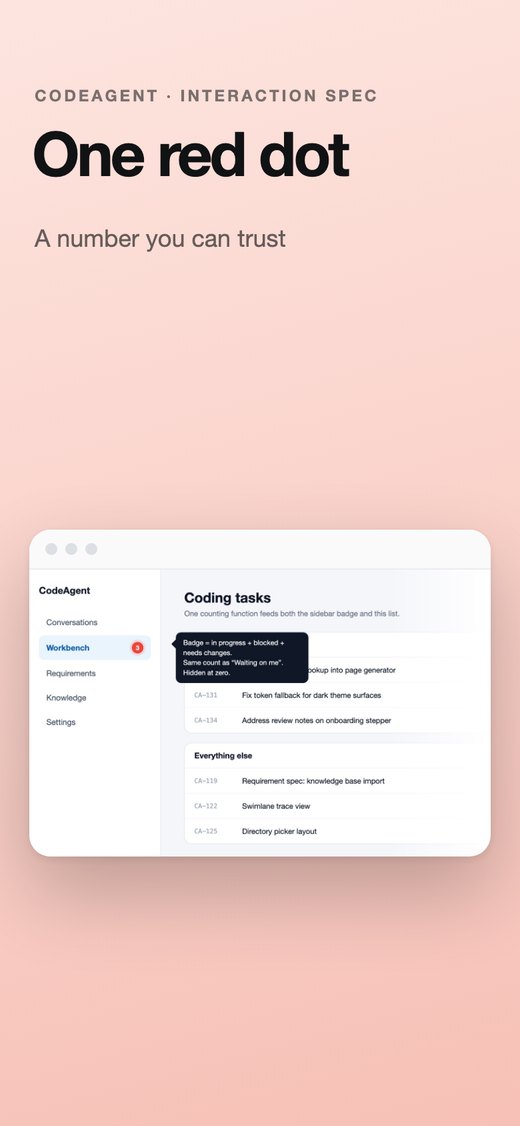 CODEAGENT · INTERACTION SPEC
One red dot
A number you can trust
CodeAgent
Conversations
Workbench 3
Requirements
Knowledge
Settings
Coding tasks
One counting function feeds both the sidebar badge and this list.
Badge = in progress + blocked +
needs changes.
Same count as “Waiting on me”.
Hidden at zero.
into page generator
CA-131 Fix token fallback for dark theme surfaces
CA-134 Address review notes on onboarding stepper
Everything else
CA-119 Requirement spec: knowledge base import
CA-122 Swimlane trace view
CA-125 Directory picker layout